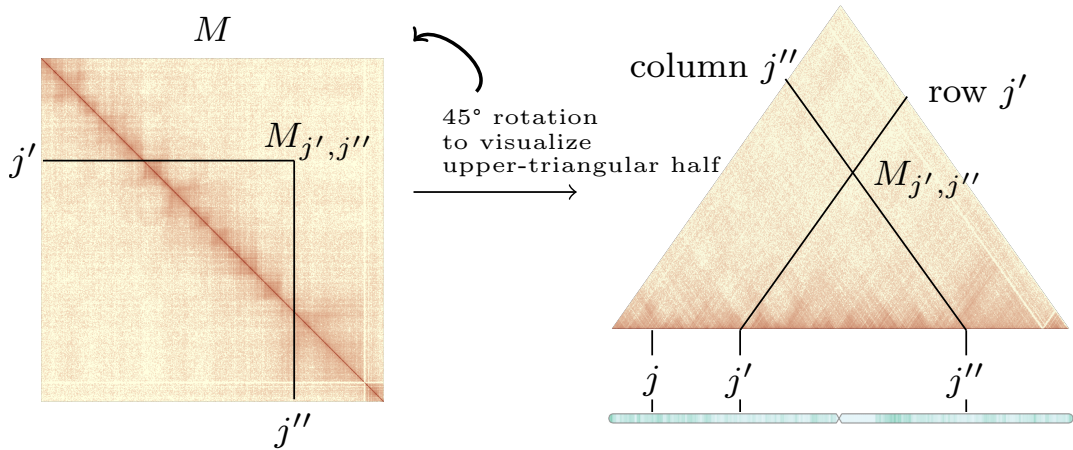 M
j'
M_{j',j''}
j''
45° rotation
to visualize
upper-triangular half
column j''
row j'
M_{j',j''}
j
j'
j''